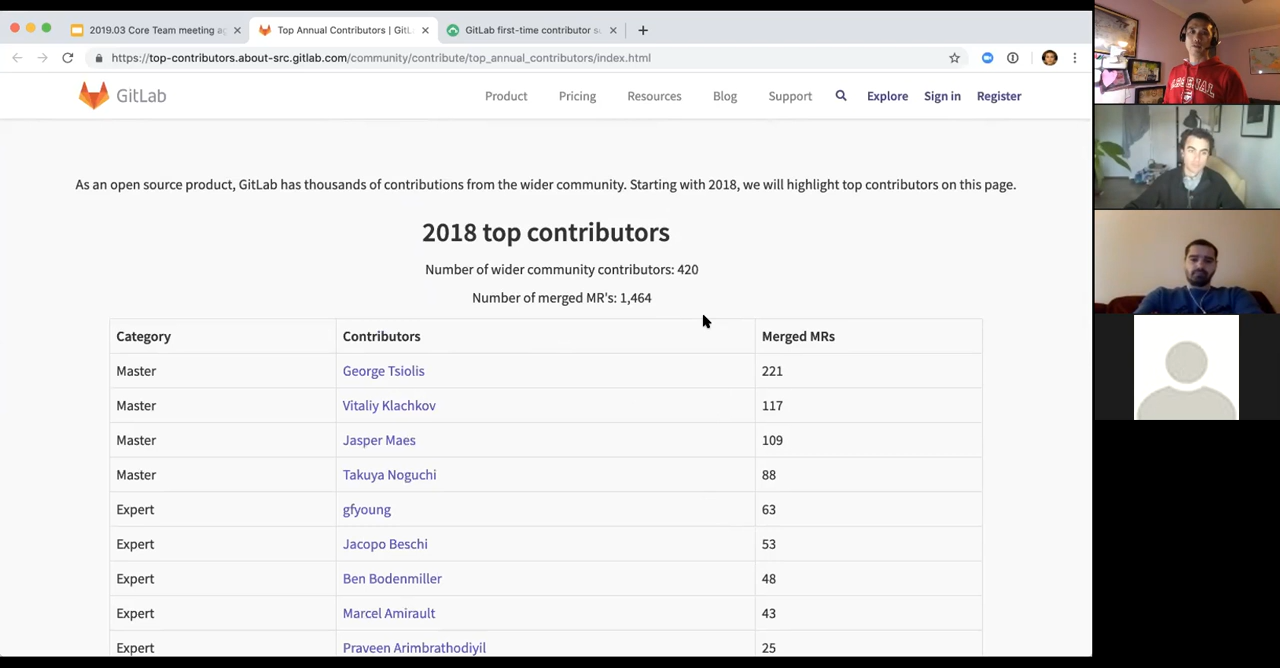 2019.03 Core Team meeting ag
Top Annual Contributors | GitL
GitLab first-time contributor su
https://top-contributors.about-src.gitlab.com/community/contribute/top_annual_contributors/index.html
GitLab
Product
Pricing
Resources
Blog
Support
Explore
Sign in
Register
As an open source product, GitLab has thousands of contributions from the wider community. Starting with 2018, we will highlight top contributors on this page.
2018 top contributors
Number of wider community contributors: 420
Number of merged MR's: 1,464
Category Contributors Merged MRs
Master George Tsiolis 221
Master Vitaliy Klachkov 117
Master Jasper Maes 109
Master Takuya Noguchi 88
Expert gfyoung 63
Expert Jacopo Beschi 53
Expert Ben Bodenmiller 48
Expert Marcel Amirault 43
Expert Praveen Arimbrathodiyil 25
ARSENAL